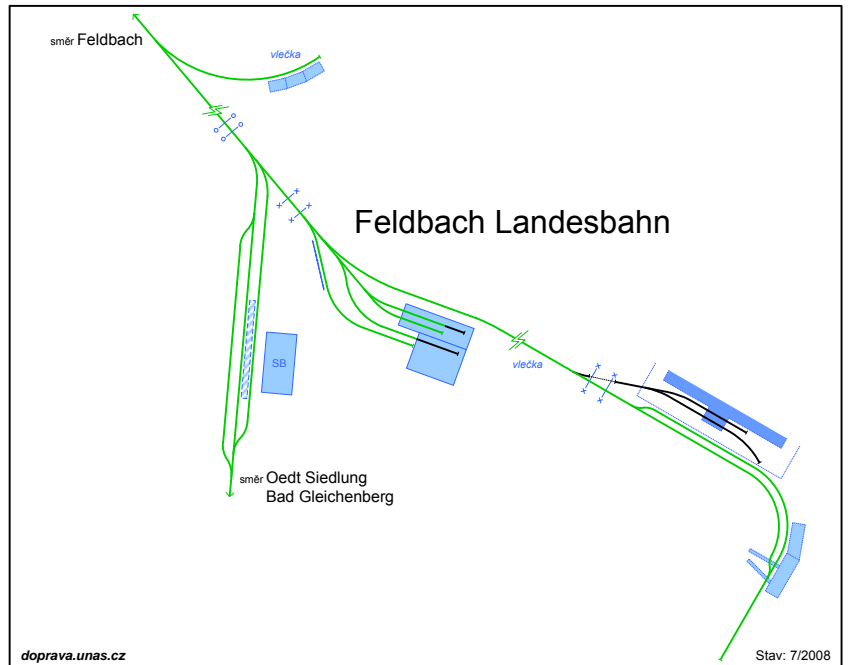 směr Feldbach
vlečka
Feldbach Landesbahn
SB
vlečka
směr Oedt Siedlung
Bad Gleichenberg
doprava.unas.cz
Stav: 7/2008